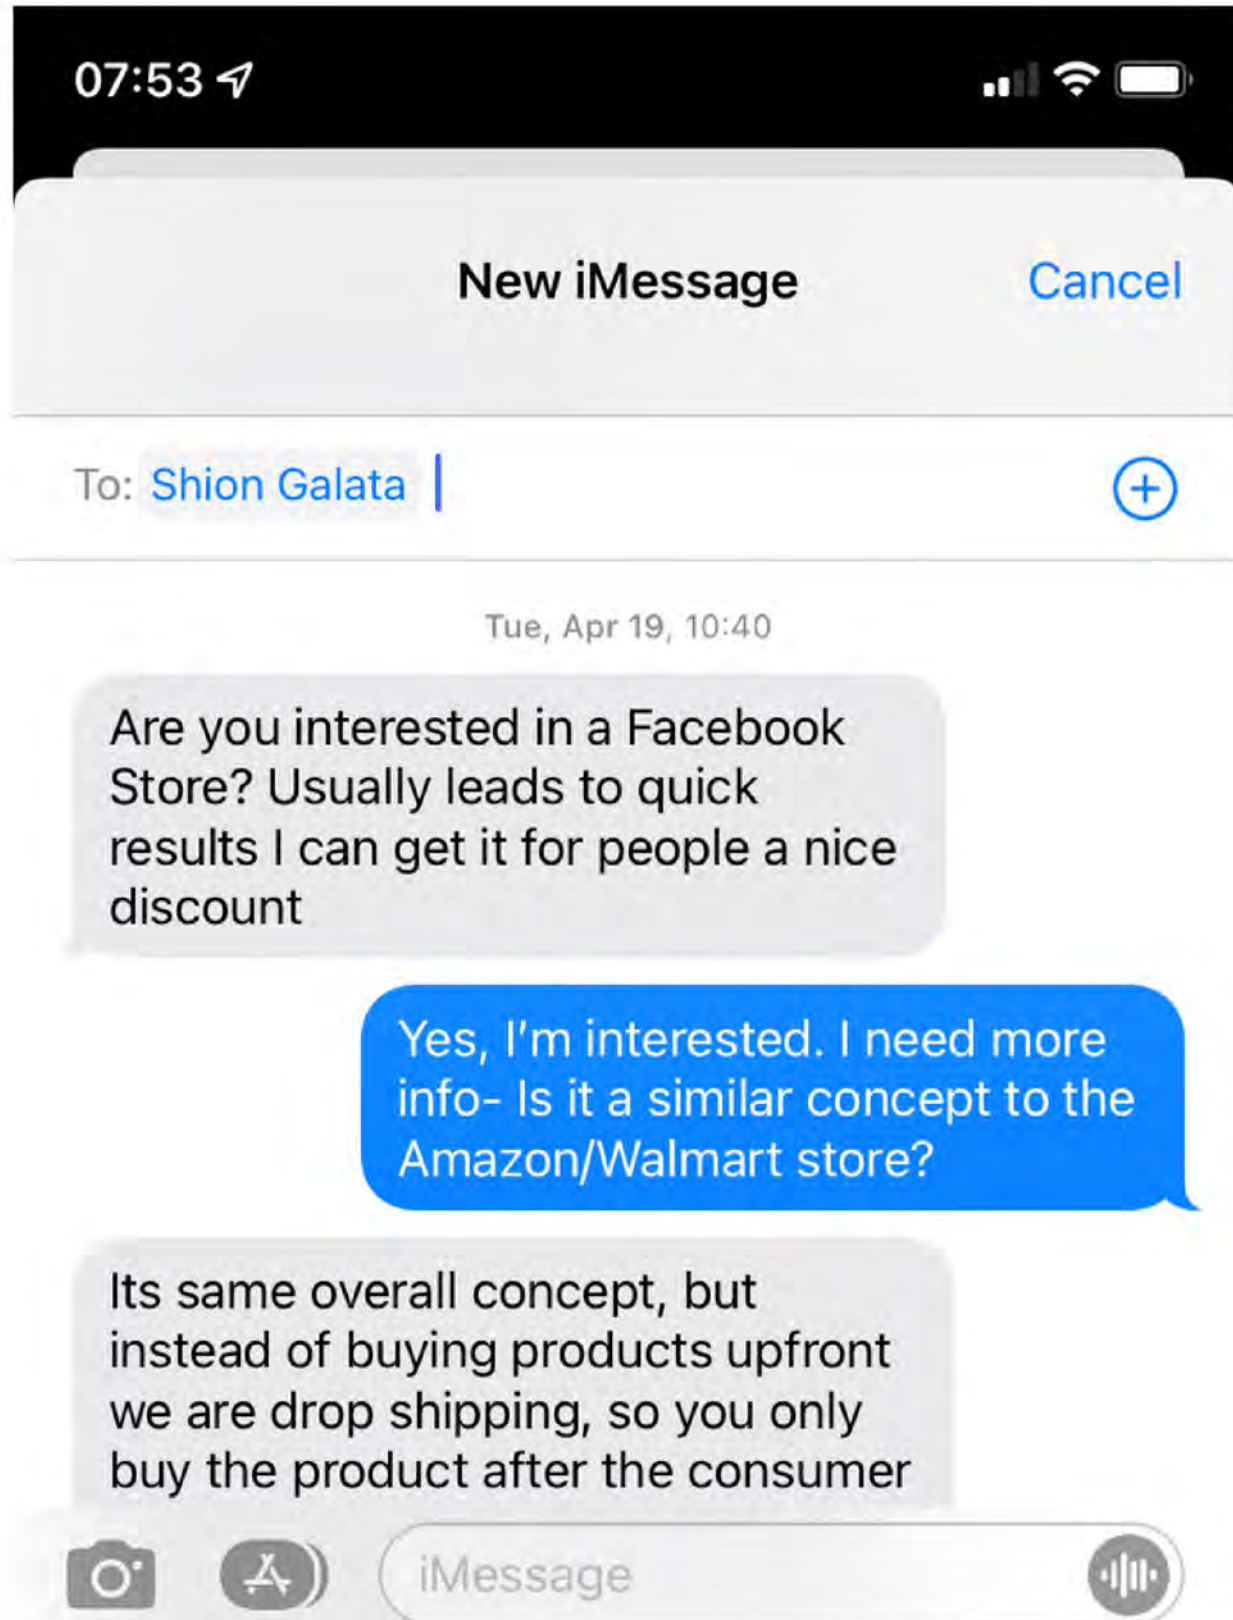 07:53
New iMessage
Cancel
To: Shion Galata
Tue, Apr 19, 10:40
Are you interested in a Facebook
Store? Usually leads to quick
results I can get it for people a nice
discount
Yes, I'm interested. I need more
info- Is it a similar concept to the
Amazon/Walmart store?
Its same overall concept, but
instead of buying products upfront
we are drop shipping, so you only
buy the product after the consumer
iMessage